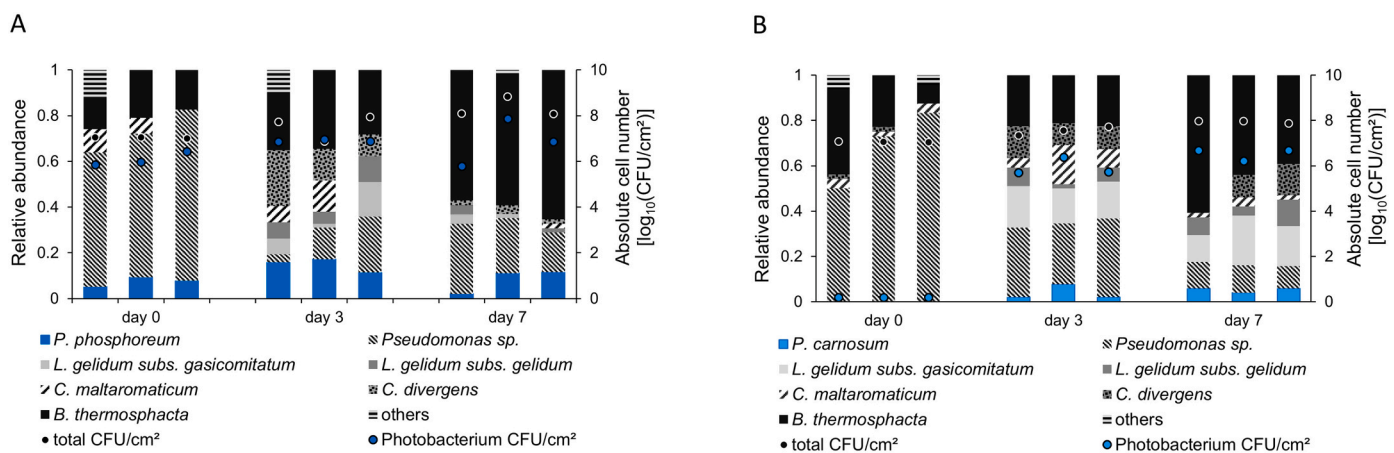 A
Relative abundance
1
0.8
0.6
0.4
0.2
0
10
8
6
4
2
0
Absolute cell number
[log10(CFU/cm²)]
day 0
day 3
day 7
P. phosphoreum
Pseudomonas sp.
L. gelidum subs. gasicomitatum
L. gelidum subs. gelidum
C. maltaromaticum
C. divergens
B. thermosphacta
others
total CFU/cm²
Photobacterium CFU/cm²
B
Relative abundance
1
0.8
0.6
0.4
0.2
0
10
8
6
4
2
0
Absolute cell number
[log10(CFU/cm²)]
day 0
day 3
day 7
P. carnosum
Pseudomonas sp.
L. gelidum subs. gasicomitatum
L. gelidum subs. gelidum
C. maltaromaticum
C. divergens
B. thermosphacta
others
total CFU/cm²
Photobacterium CFU/cm²